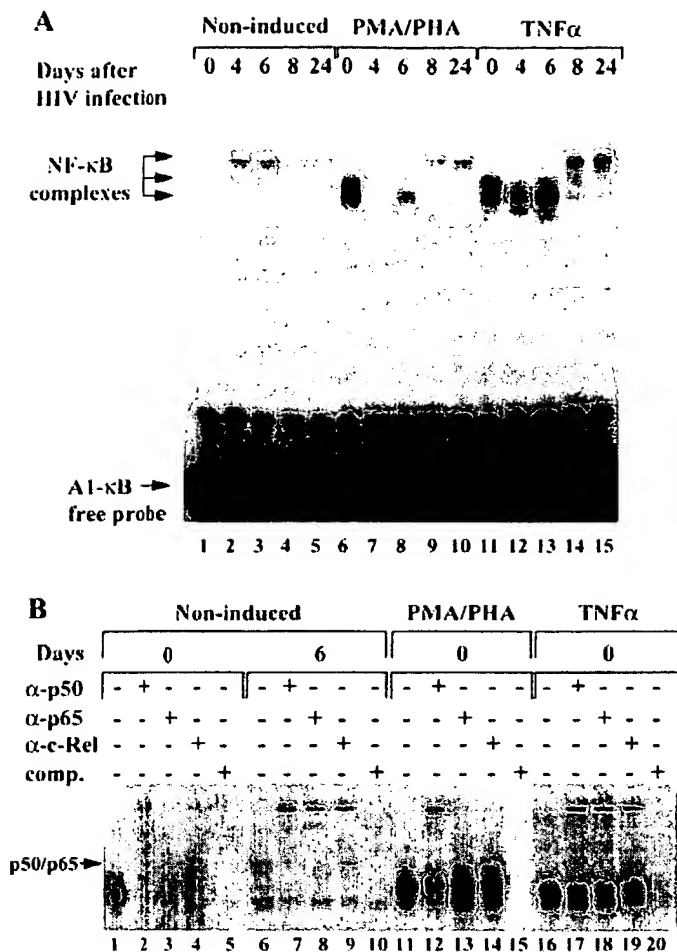 A
Non-induced PMA/PHA TNFα
Days after HIV infection 0 4 6 8 24 0 4 6 8 24 0 4 6 8 24
NF-κB complexes
A1-κB free probe
1 2 3 4 5 6 7 8 9 10 11 12 13 14 15
B
Non-induced PMA/PHA TNFα
Days 0 6 0 0
α-p50 - + - - - - + - - - - + - - - - + - - -
α-p65 - - + - - - - + - - - - + - - - - + - -
α-c-Rel - - - + - - - - + - - - - + - - - - + -
comp. - - - - + - - - - + - - - - + - - - - +
p50/p65
1 2 3 4 5 6 7 8 9 10 11 12 13 14 15 16 17 18 19 20